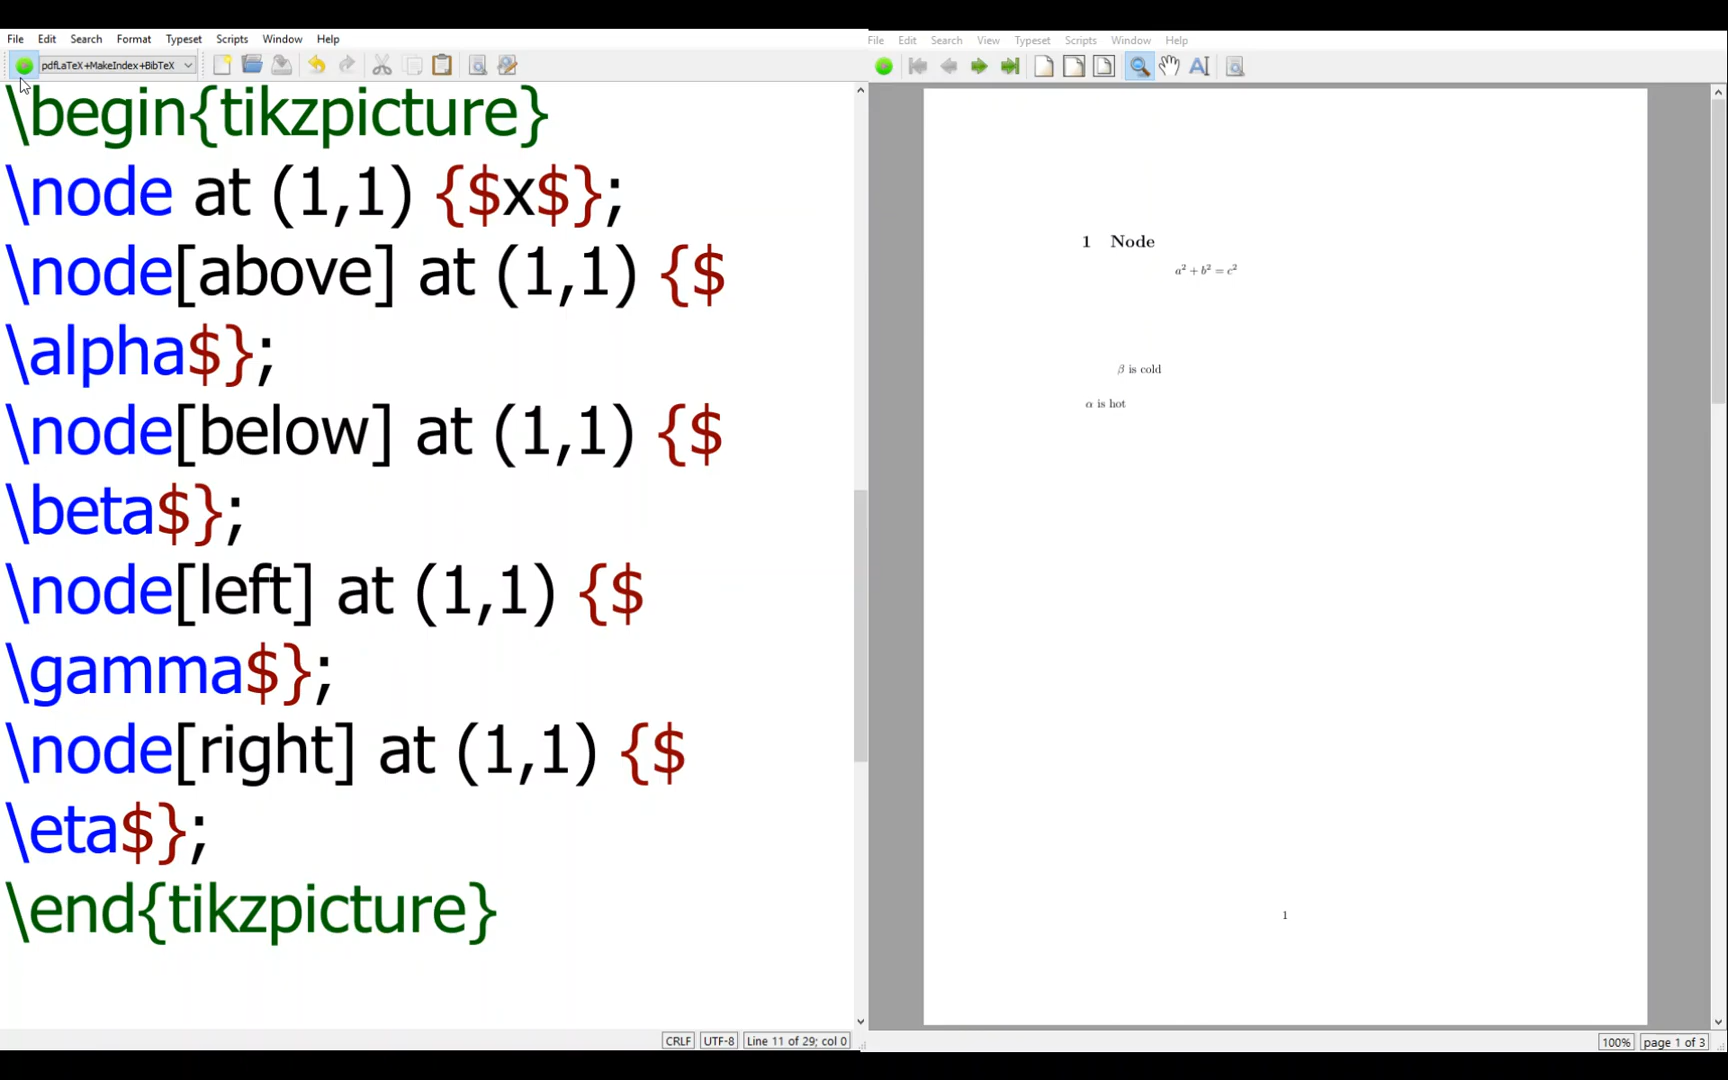 File Edit Search Format Typeset Scripts Window Help
pdfLaTeX+MakeIndex+BibTeX
\begin{tikzpicture}
\node at (1,1) {$x$};
\node[above] at (1,1) {$
\alpha$};
\node[below] at (1,1) {$
\beta$};
\node[left] at (1,1) {$
\gamma$};
\node[right] at (1,1) {$
\eta$};
\end{tikzpicture}
CRLF UTF-8 Line 11 of 29; col 0
File Edit Search View Typeset Scripts Window Help
1 Node
a² + b² = c²
β is cold
α is hot
1
100% page 1 of 3